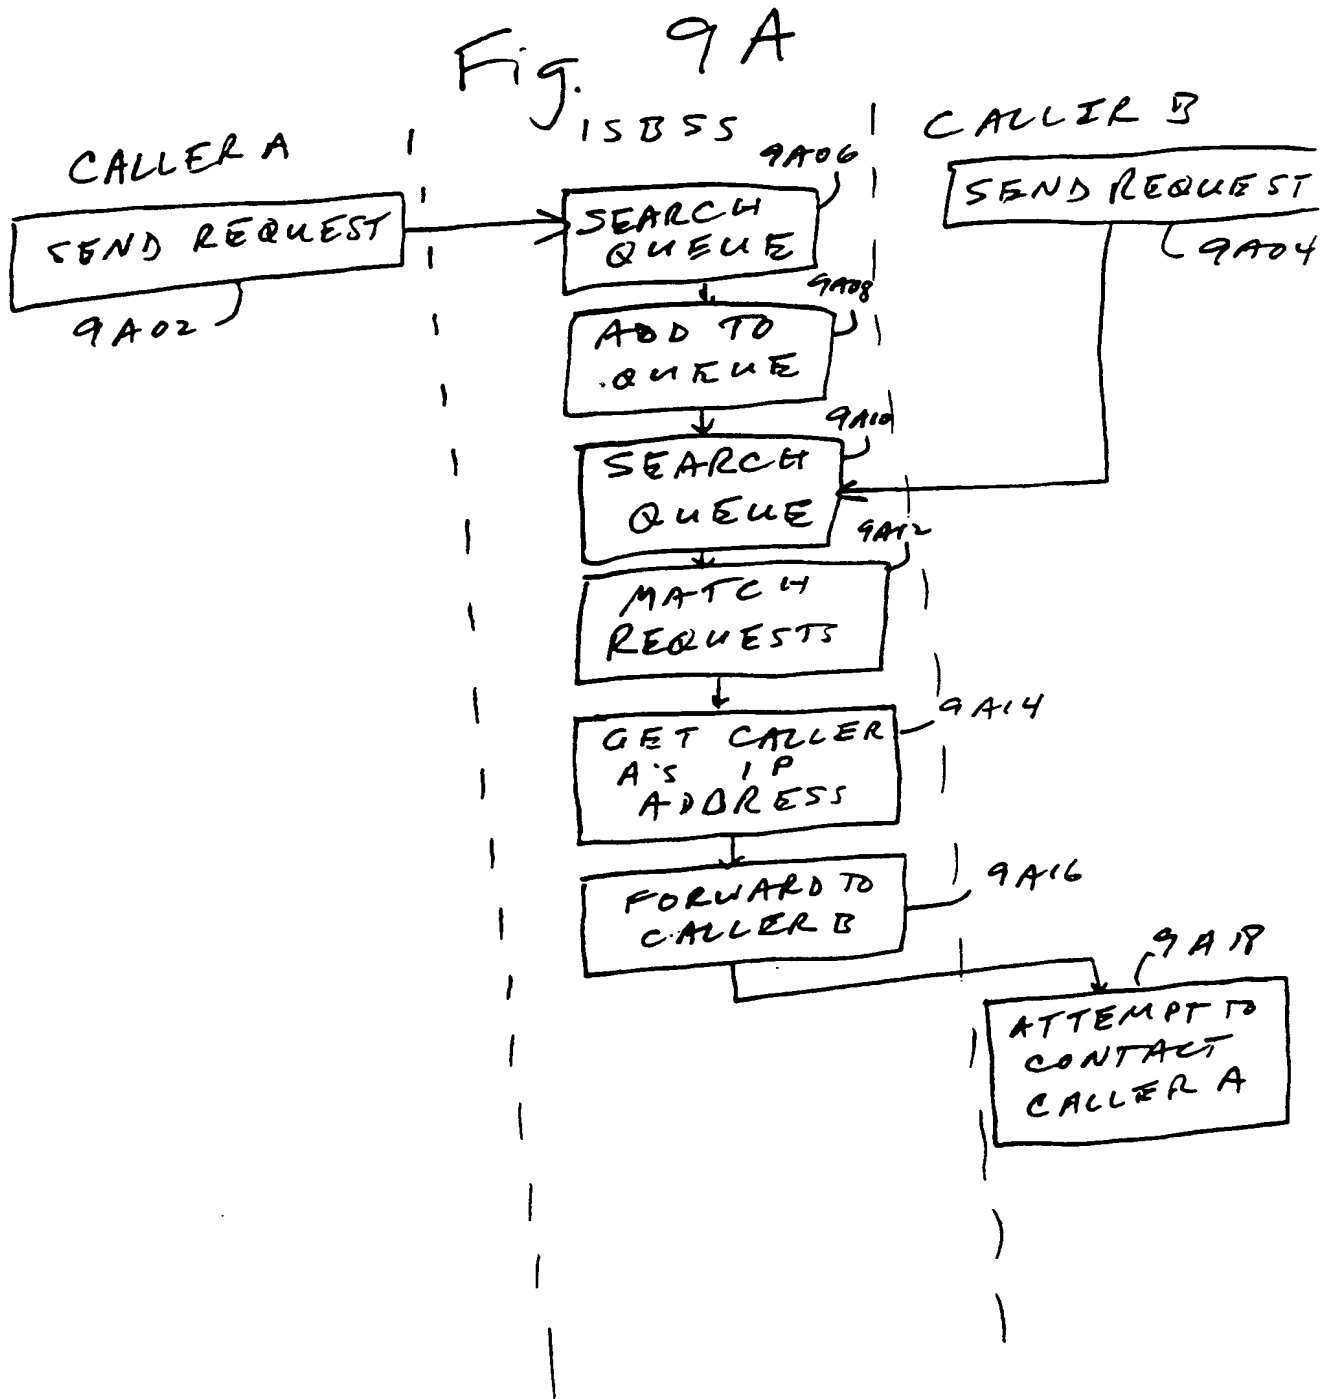 Fig. 9A
ISBSS
CALLER A
CALLER B
SEND REQUEST
9A02
SEND REQUEST
9A04
9A06
SEARCH
QUEUE
9A08
ADD TO
QUEUE
9A10
SEARCH
QUEUE
9A12
MATCH
REQUESTS
9A14
GET CALLER
A's IP
ADDRESS
9A16
FORWARD TO
CALLER B
9A18
ATTEMPT TO
CONTACT
CALLER A